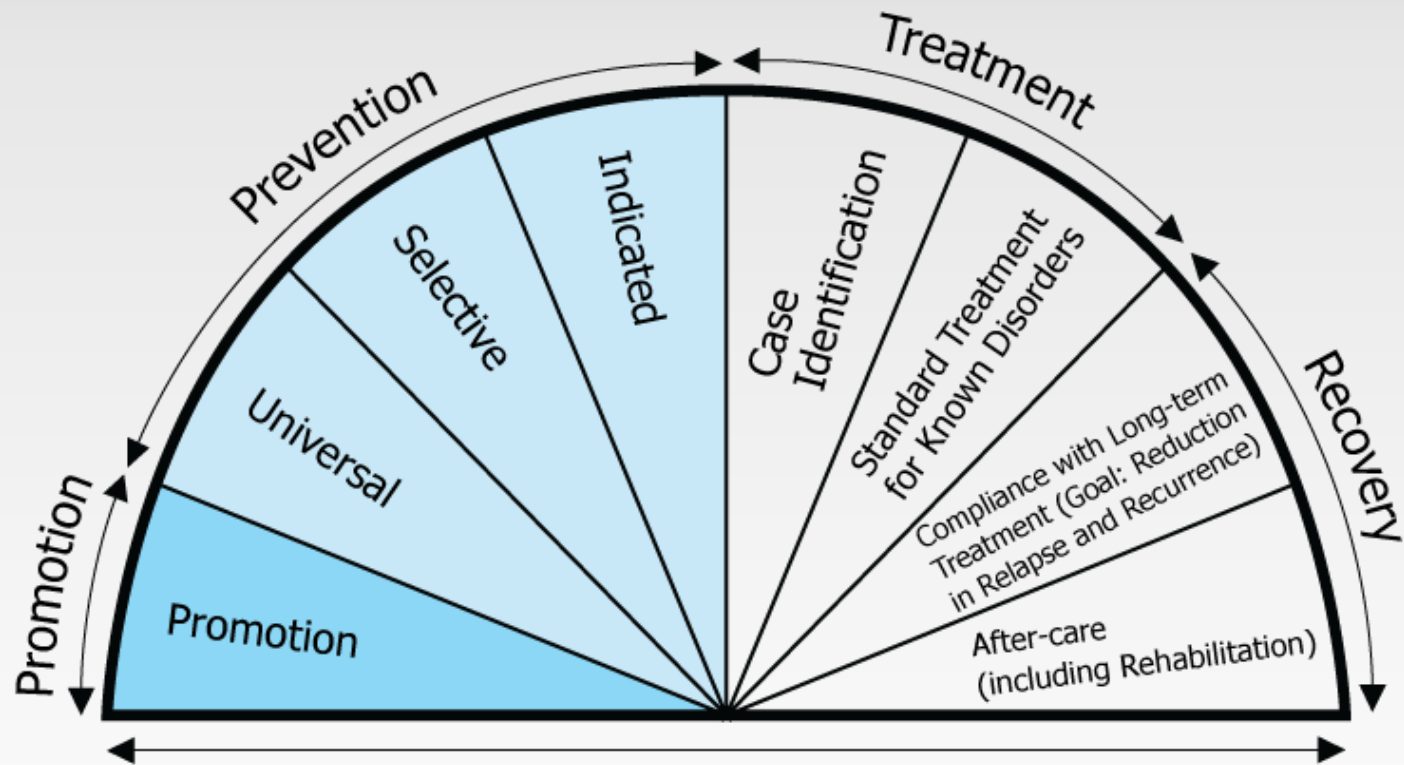 Promotion
Prevention
Treatment
Recovery
Promotion
Universal
Selective
Indicated
Case
Identification
Standard Treatment
for Known Disorders
Compliance with Long-term
Treatment (Goal: Reduction
in Relapse and Recurrence)
After-care
(including Rehabilitation)